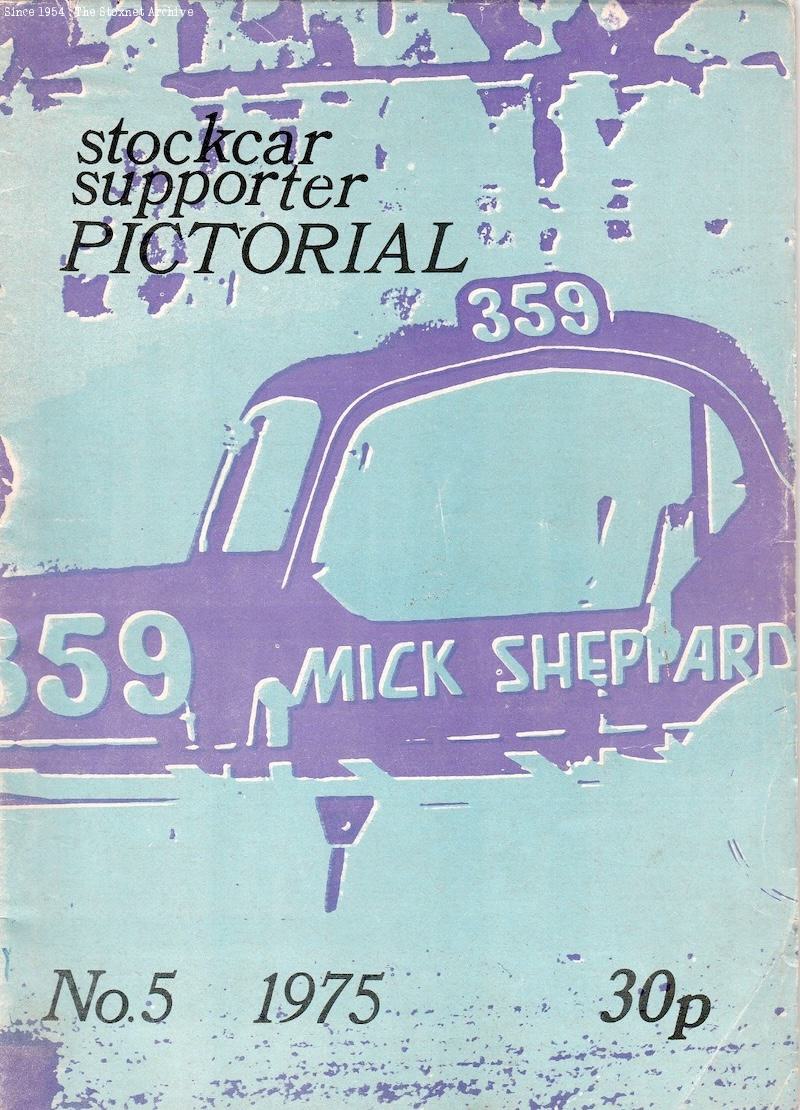 Since 1954 : The Stoxnet Archive
stockcar
supporter
PICTORIAL
359
359
MICK SHEPPARD
No.5 1975 30p